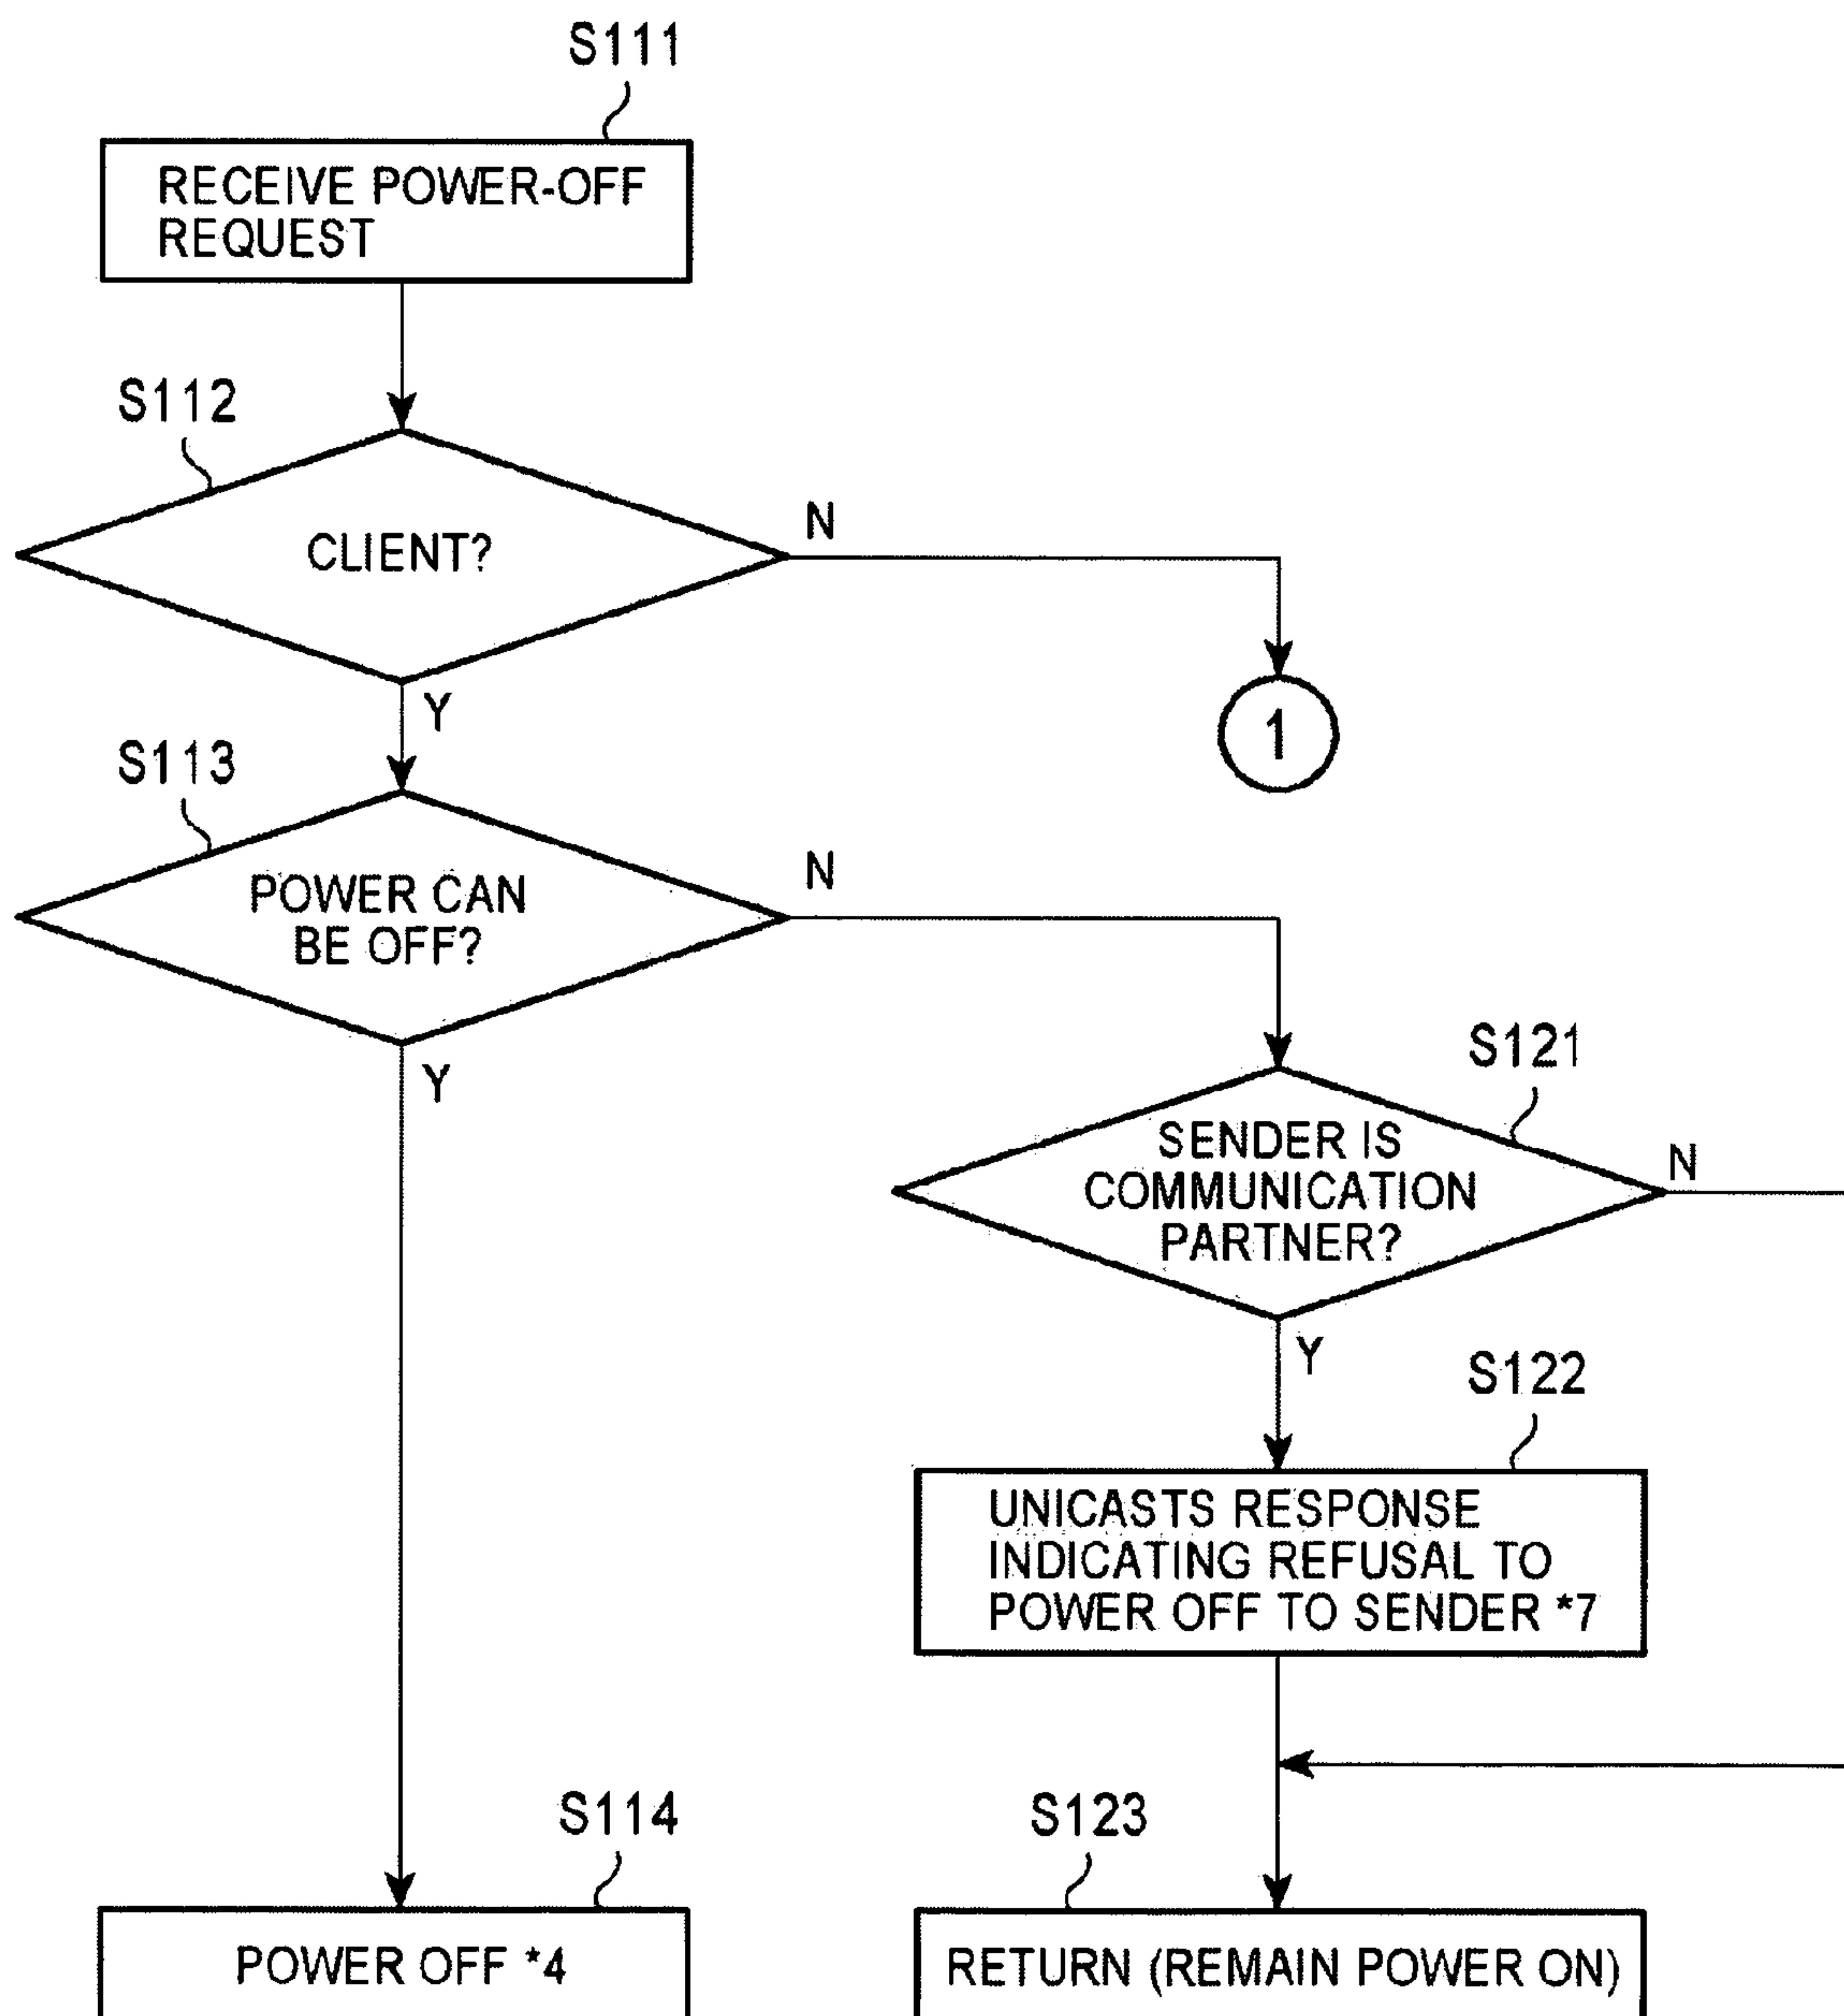 S111
RECEIVE POWER-OFF
REQUEST
S112
CLIENT?
N
Y
1
S113
POWER CAN
BE OFF?
N
Y
S121
SENDER IS
COMMUNICATION
PARTNER?
N
Y
S122
UNICASTS RESPONSE
INDICATING REFUSAL TO
POWER OFF TO SENDER *7
S114
POWER OFF *4
S123
RETURN (REMAIN POWER ON)